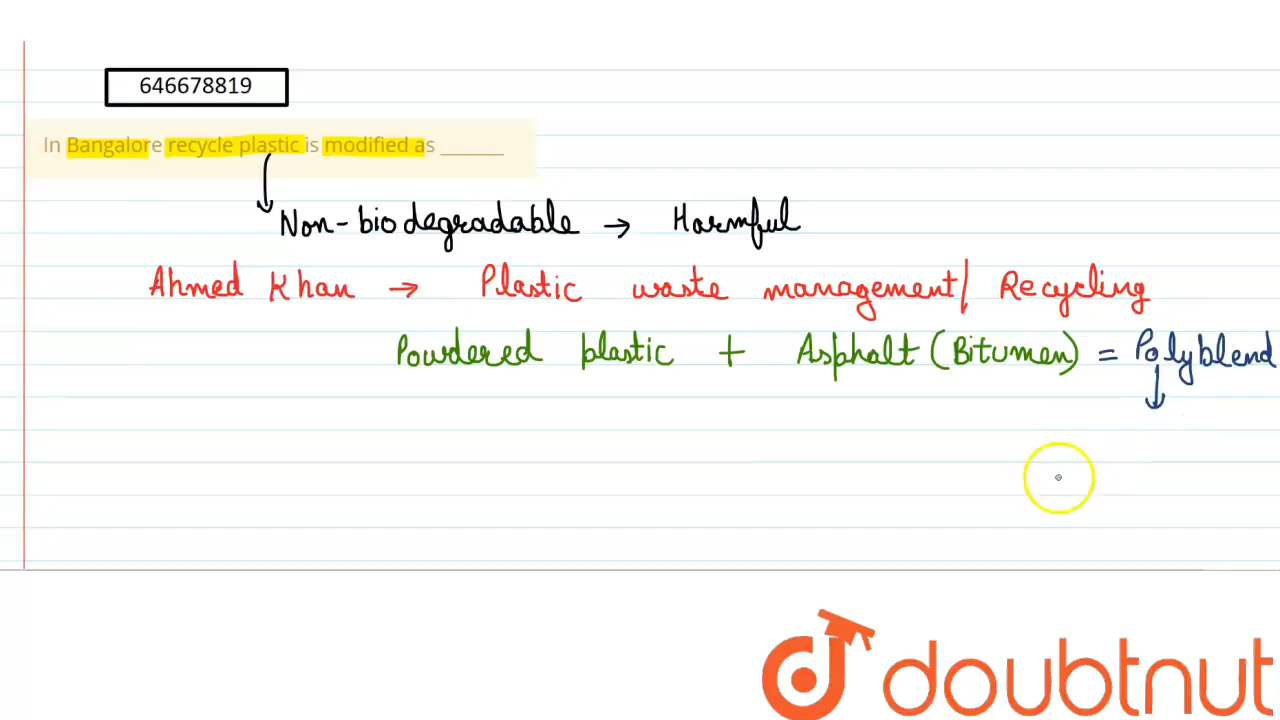 646678819
In Bangalore recycle plastic is modified as ______
Non-biodegradable → Harmful
Ahmed Khan → Plastic waste management/ Recycling
Powdered plastic + Asphalt (Bitumen) = Polyblend
doubtnut